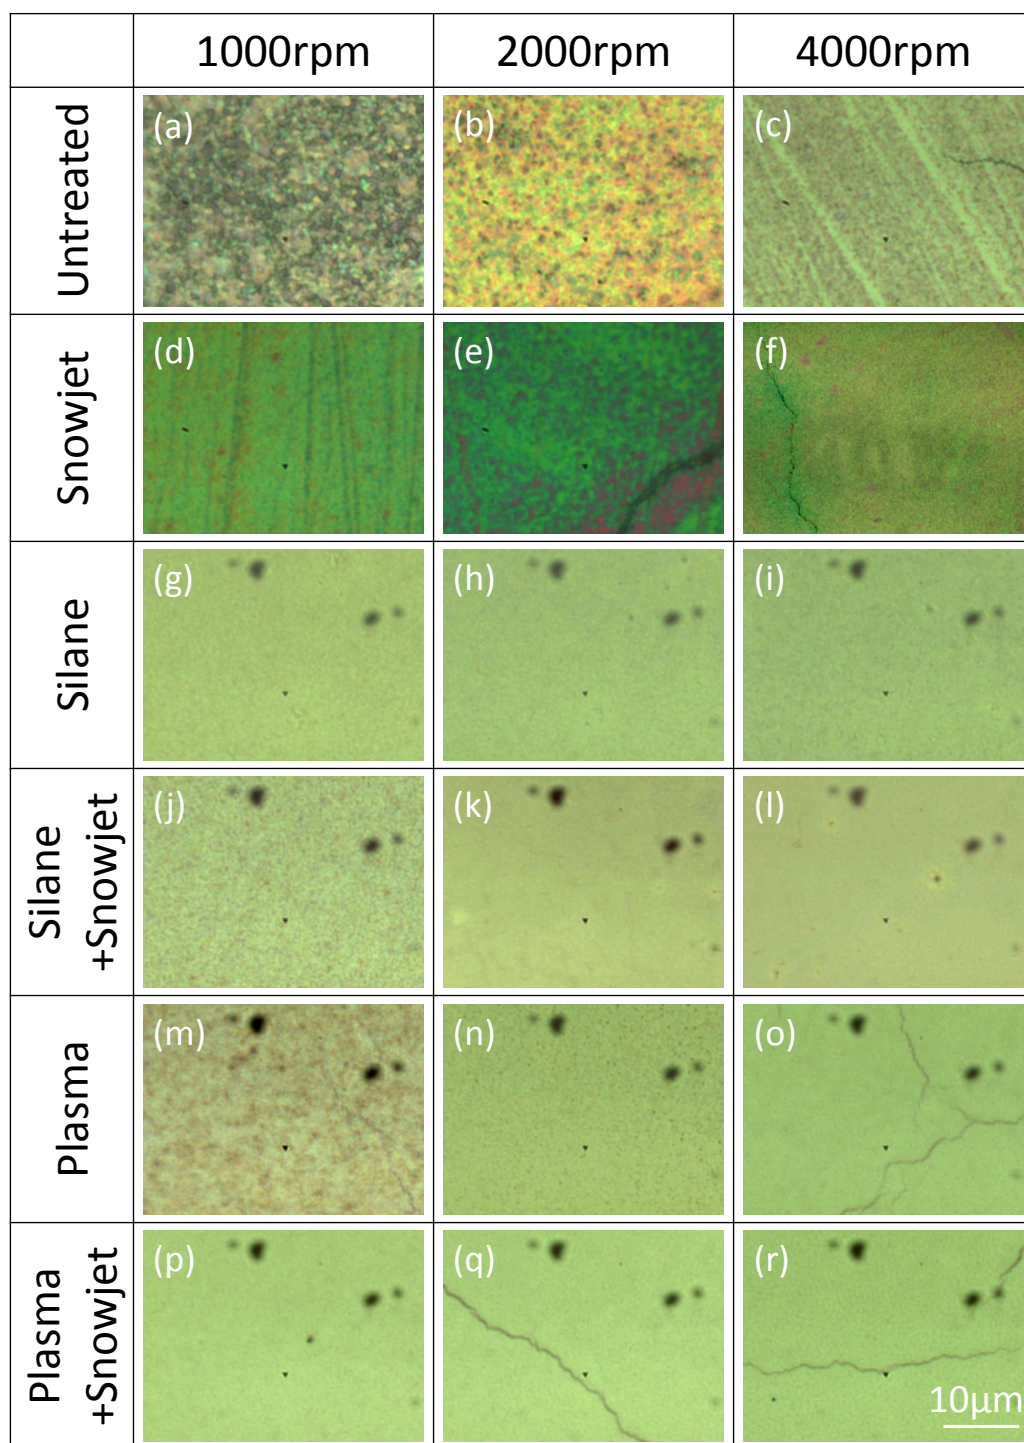 1000rpm 2000rpm 4000rpm
Untreated
(a) (b) (c)
Snowjet
(d) (e) (f)
Silane
(g) (h) (i)
Silane
+Snowjet
(j) (k) (l)
Plasma
(m) (n) (o)
Plasma
+Snowjet
(p) (q) (r)
10μm